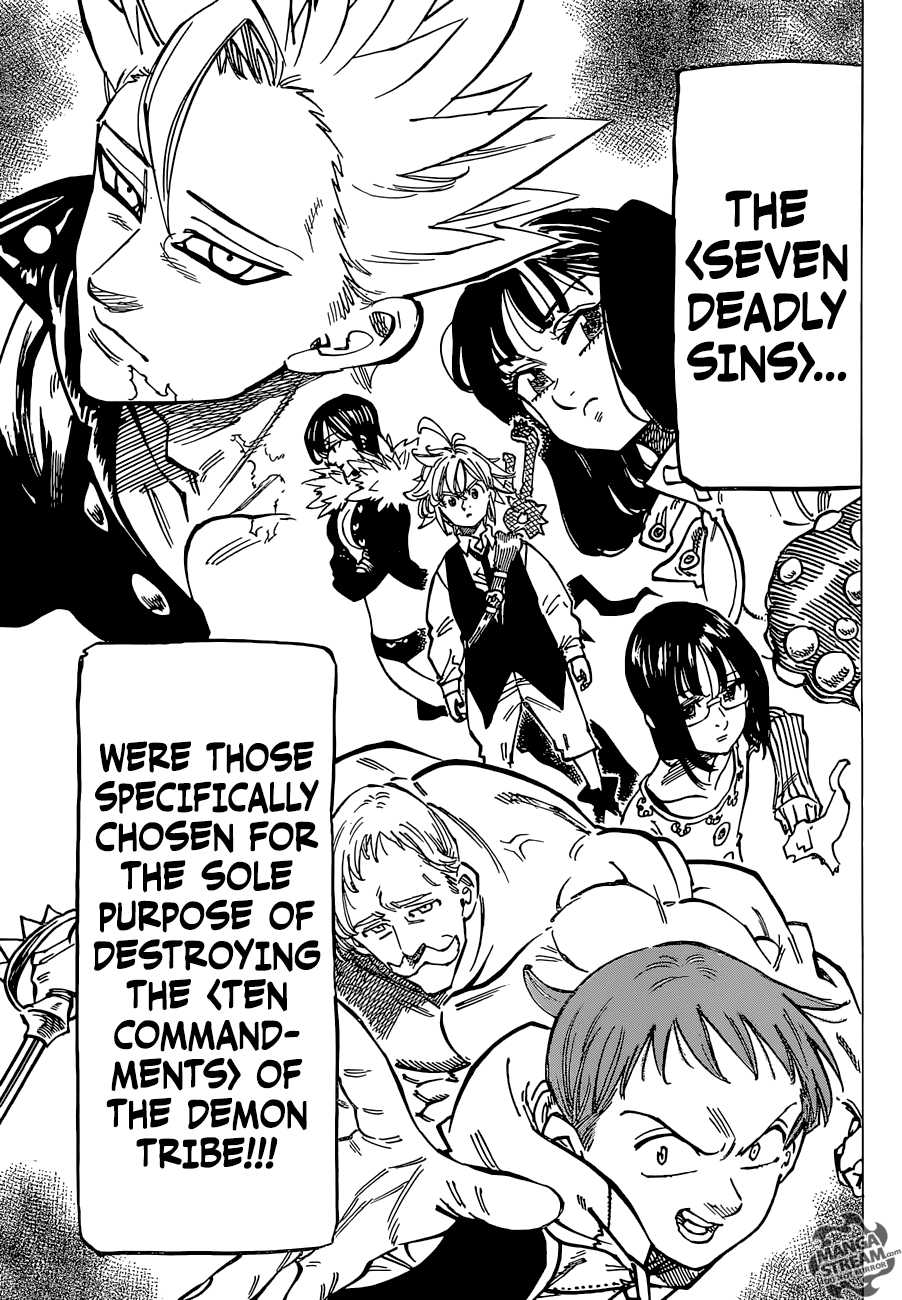 THE
<SEVEN
DEADLY
SINS>...
WERE THOSE
SPECIFICALLY
CHOSEN FOR
THE SOLE
PURPOSE OF
DESTROYING
THE <TEN
COMMAND-
MENTS> OF
THE DEMON
TRIBE!!!
MANGA
STREAM.com